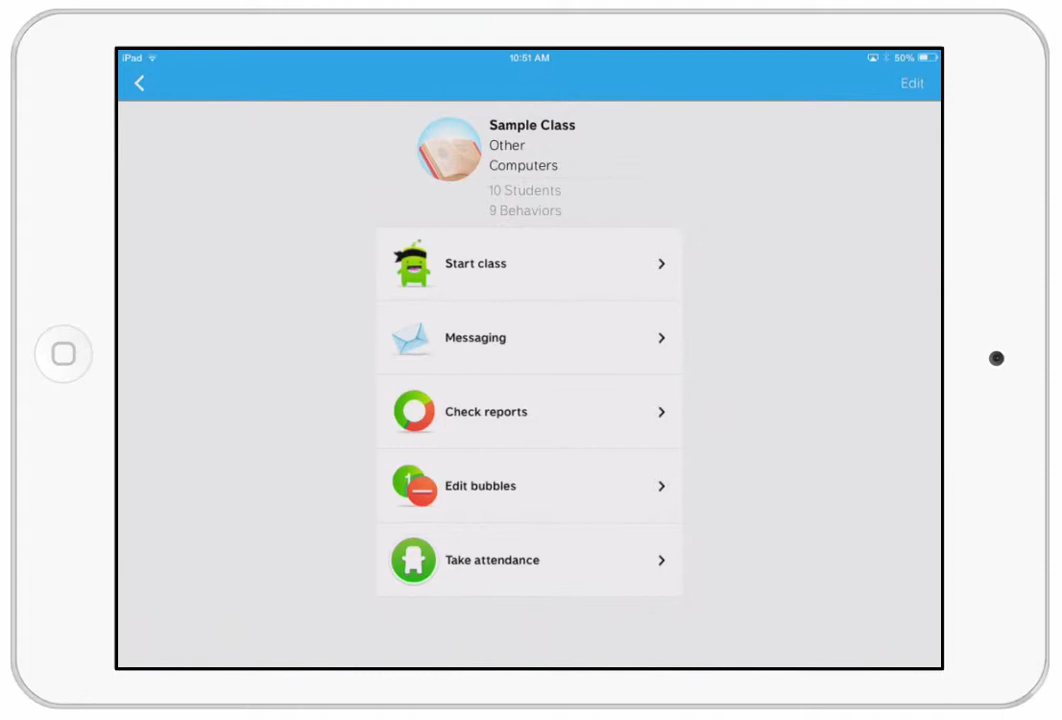 iPad 10:51 AM 50%
Edit
Sample Class
Other
Computers
10 Students
9 Behaviors
Start class
Messaging
Check reports
Edit bubbles
Take attendance